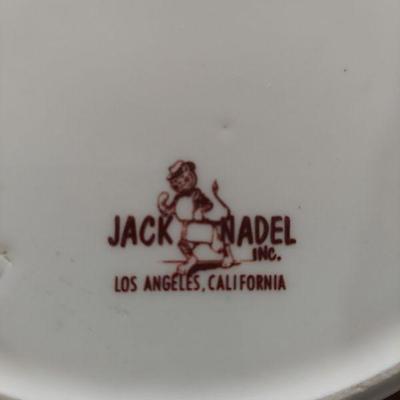 JACK NADEL
INC.
LOS ANGELES, CALIFORNIA